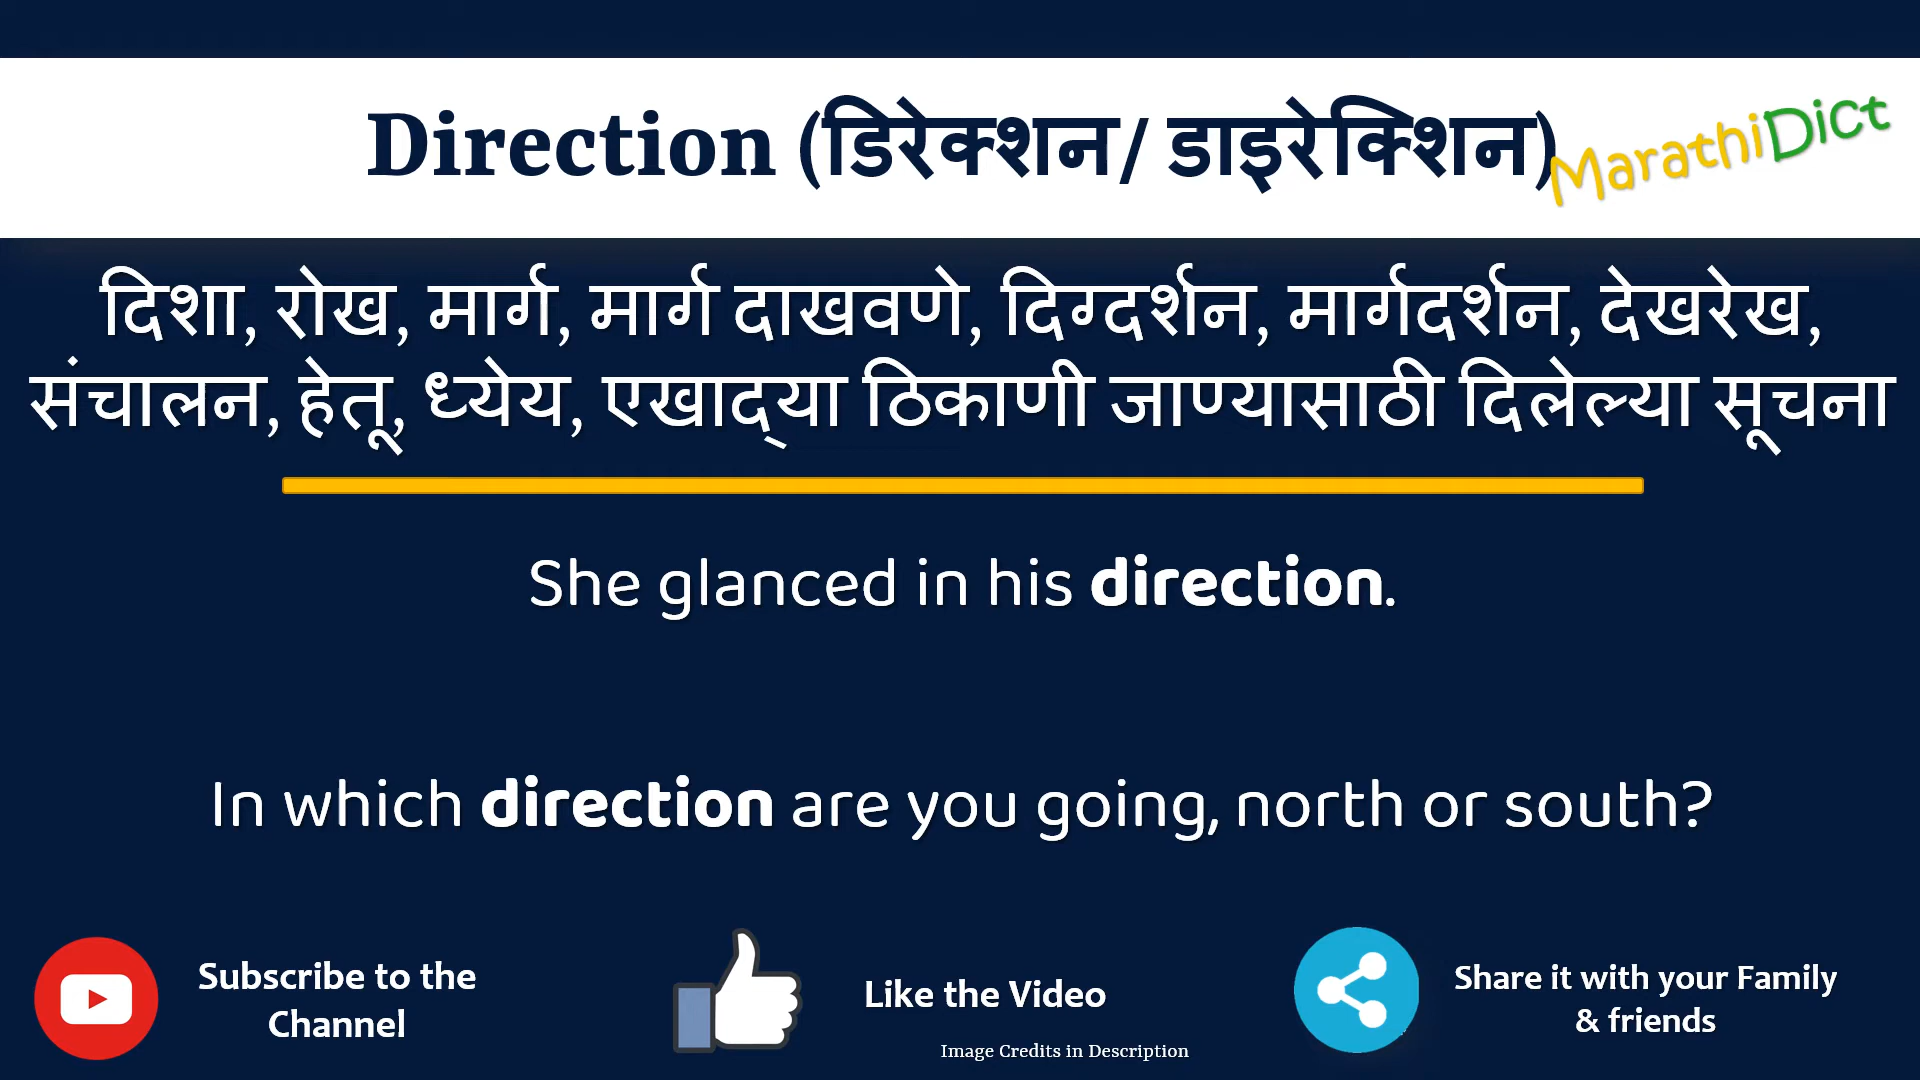 Direction (डिरेक्शन/ डाइरेक्शिन)
MarathiDict
दिशा, रोख, मार्ग, मार्ग दाखवणे, दिग्दर्शन, मार्गदर्शन, देखरेख,
संचालन, हेतू, ध्येय, एखाद्‌या ठिकाणी जाण्यासाठी दिलेल्या सूचना
She glanced in his direction.
In which direction are you going, north or south?
Subscribe to the
Channel
Like the Video
Share it with your Family
& friends
Image Credits in Description